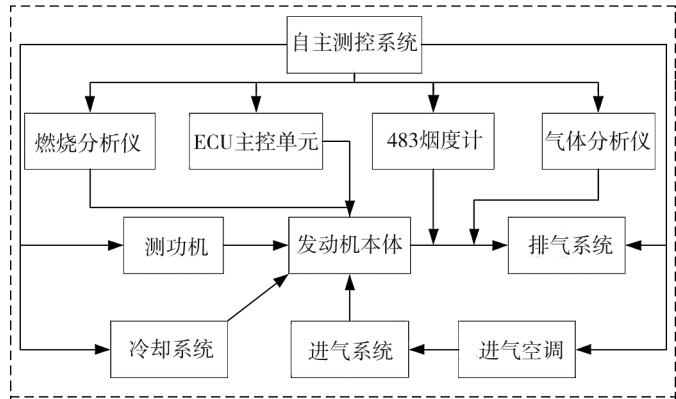 自主测控系统
燃烧分析仪
ECU主控单元
483烟度计
气体分析仪
测功机
发动机本体
排气系统
冷却系统
进气系统
进气空调